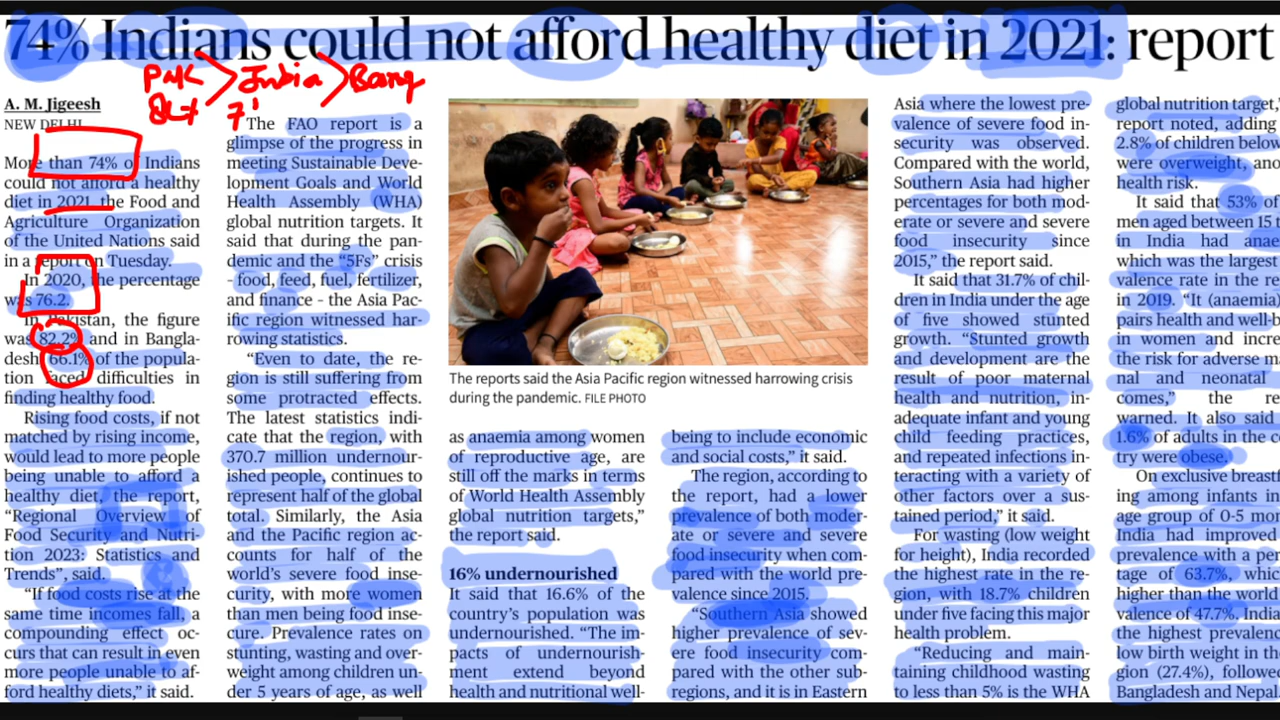 74% Indians could not afford healthy diet in 2021: report
Pak > India > Bang
A. M. Jigeesh
NEW DELHI
More than 74% of Indians
could not afford a healthy
diet in 2021, the Food and
Agriculture Organization
of the United Nations said
in a report on Tuesday.
In 2020, the percentage
was 76.2.
In Pakistan, the figure
was 82.2% and in Bangla-
desh 66.1% of the popula-
tion faced difficulties in
finding healthy food.
Rising food costs, if not
matched by rising income,
would lead to more people
being unable to afford a
healthy diet, the report,
“Regional Overview of
Food Security and Nutri-
tion 2023: Statistics and
Trends”, said.
“If food costs rise at the
same time incomes fall, a
compounding effect oc-
curs that can result in even
more people unable to af-
ford healthy diets,” it said.
The FAO report is a
glimpse of the progress in
meeting Sustainable Deve-
lopment Goals and World
Health Assembly (WHA)
global nutrition targets. It
said that during the pan-
demic and the “5Fs” crisis
- food, feed, fuel, fertilizer,
and finance - the Asia Pac-
ific region witnessed har-
rowing statistics.
“Even to date, the re-
gion is still suffering from
some protracted effects.
The latest statistics indi-
cate that the region, with
370.7 million undernour-
ished people, continues to
represent half of the global
total. Similarly, the Asia
and the Pacific region ac-
counts for half of the
world’s severe food inse-
curity, with more women
than men being food inse-
cure. Prevalence rates on
stunting, wasting and over-
weight among children un-
der 5 years of age, as well
The reports said the Asia Pacific region witnessed harrowing crisis
during the pandemic. FILE PHOTO
as anaemia among women
of reproductive age, are
still off the marks in terms
of World Health Assembly
global nutrition targets,”
the report said.
16% undernourished
It said that 16.6% of the
country’s population was
undernourished. “The im-
pacts of undernourish-
ment extend beyond
health and nutritional well-
being to include economic
and social costs,” it said.
The region, according to
the report, had a lower
prevalence of both moder-
ate or severe and severe
food insecurity when com-
pared with the world pre-
valence since 2015.
“Southern Asia showed
higher prevalence of sev-
ere food insecurity com-
pared with the other sub-
regions, and it is in Eastern
Asia where the lowest pre-
valence of severe food in-
security was observed.
Compared with the world,
Southern Asia had higher
percentages for both mod-
erate or severe and severe
food insecurity since
2015,” the report said.
It said that 31.7% of chil-
dren in India under the age
of five showed stunted
growth. “Stunted growth
and development are the
result of poor maternal
health and nutrition, in-
adequate infant and young
child feeding practices,
and repeated infections in-
teracting with a variety of
other factors over a sus-
tained period,” it said.
For wasting (low weight
for height), India recorded
the highest rate in the re-
gion, with 18.7% children
under five facing this major
health problem.
“Reducing and main-
taining childhood wasting
to less than 5% is the WHA
global nutrition target,”
report noted, adding
2.8% of children below
were overweight, ano
health risk.
It said that 53% of
men aged between 15 t
in India had anae
which was the largest
valence rate in the re
in 2019. “It (anaemia)
pairs health and well-b
in women and incre
the risk for adverse m
nal and neonatal
comes,” the re
warned. It also said
1.6% of adults in the c
try were obese.
On exclusive breastf
ing among infants in
age group of 0-5 mon
India had improved
prevalence with a per
tage of 63.7%, whic
higher than the world
valence of 47.7%. India
the highest prevalenc
low birth weight in the
gion (27.4%), followed
Bangladesh and Nepal.